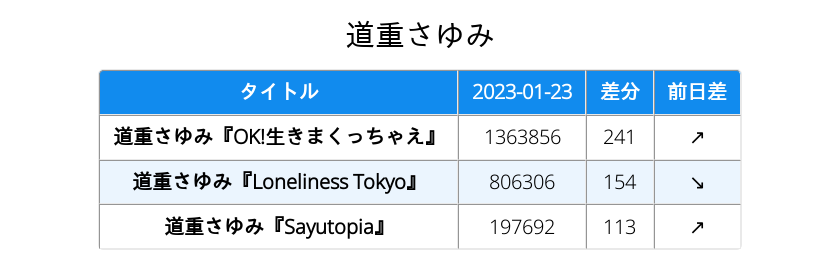 道重さゆみ
タイトル 2023-01-23 差分 前日差
道重さゆみ『OK!生きまくっちゃえ』 1363856 241 ↗
道重さゆみ『Loneliness Tokyo』 806306 154 ↘
道重さゆみ『Sayutopia』 197692 113 ↗